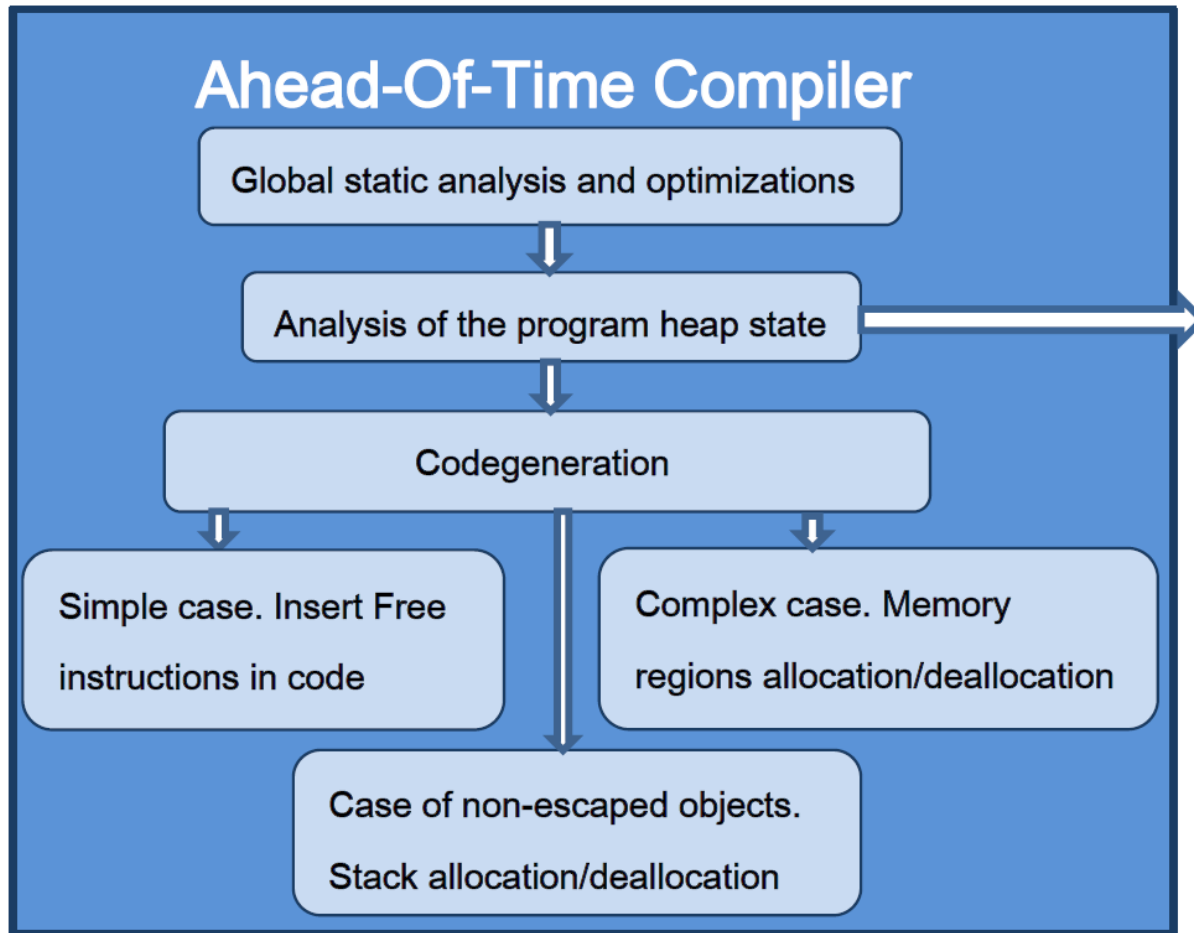 Ahead-Of-Time Compiler
Global static analysis and optimizations
Analysis of the program heap state
Codegeneration
Simple case. Insert Free
instructions in code
Complex case. Memory
regions allocation/deallocation
Case of non-escaped objects.
Stack allocation/deallocation